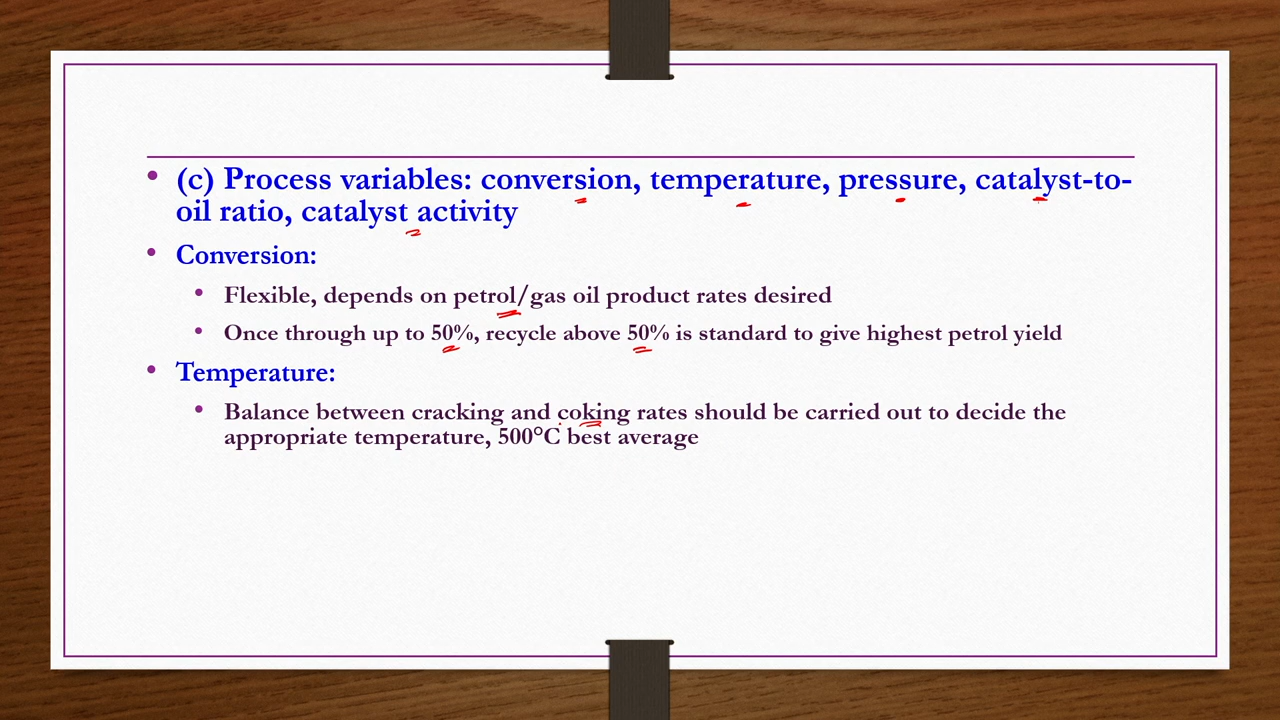 • (c) Process variables: conversion, temperature, pressure, catalyst-to-
oil ratio, catalyst activity
• Conversion:
• Flexible, depends on petrol/gas oil product rates desired
• Once through up to 50%, recycle above 50% is standard to give highest petrol yield
• Temperature:
• Balance between cracking and coking rates should be carried out to decide the
appropriate temperature, 500°C best average